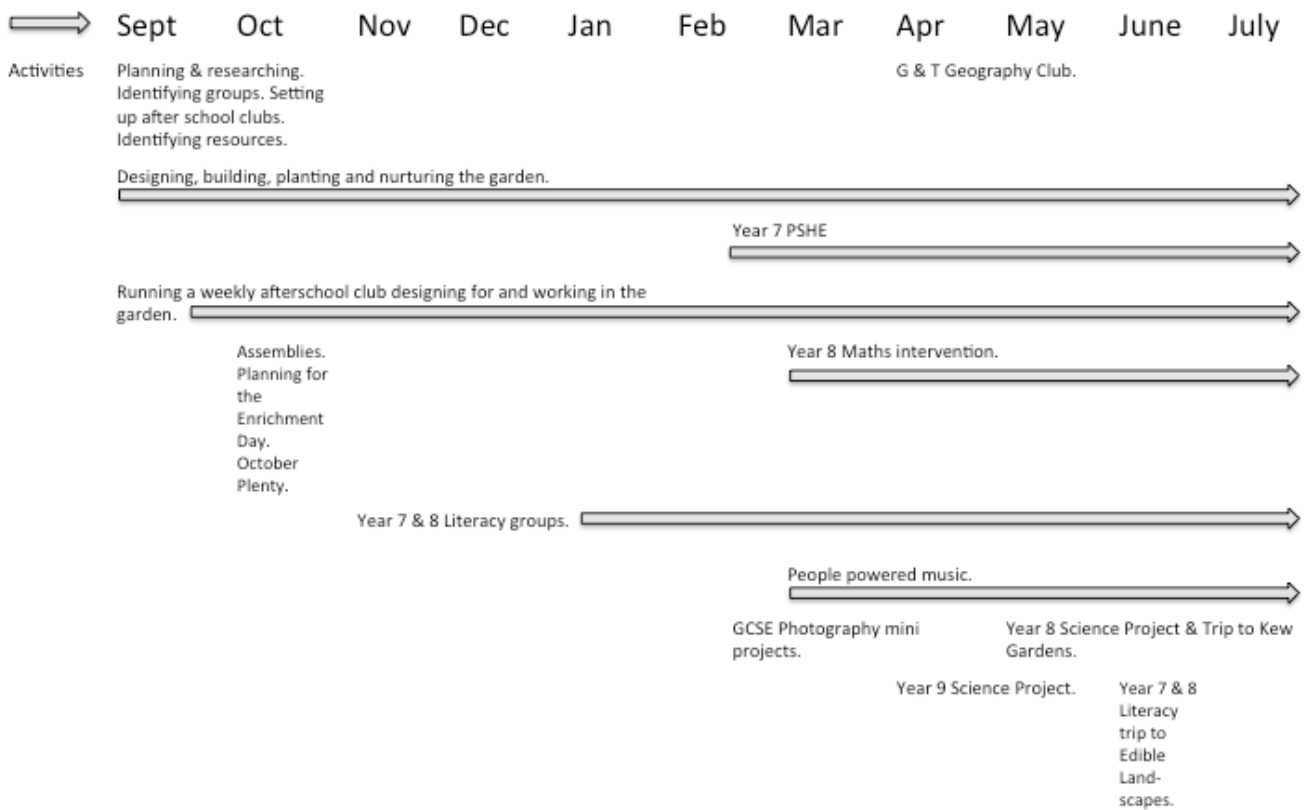 Sept Oct Nov Dec Jan Feb Mar Apr May June July
Activities
Planning & researching.
Identifying groups. Setting
up after school clubs.
Identifying resources.
G & T Geography Club.
Designing, building, planting and nurturing the garden.
Year 7 PSHE
Running a weekly afterschool club designing for and working in the
garden.
Assemblies.
Planning for
the
Enrichment
Day.
October
Plenty.
Year 8 Maths intervention.
Year 7 & 8 Literacy groups.
People powered music.
GCSE Photography mini
projects.
Year 8 Science Project & Trip to Kew
Gardens.
Year 9 Science Project.
Year 7 & 8
Literacy
trip to
Edible
Land-
scapes.